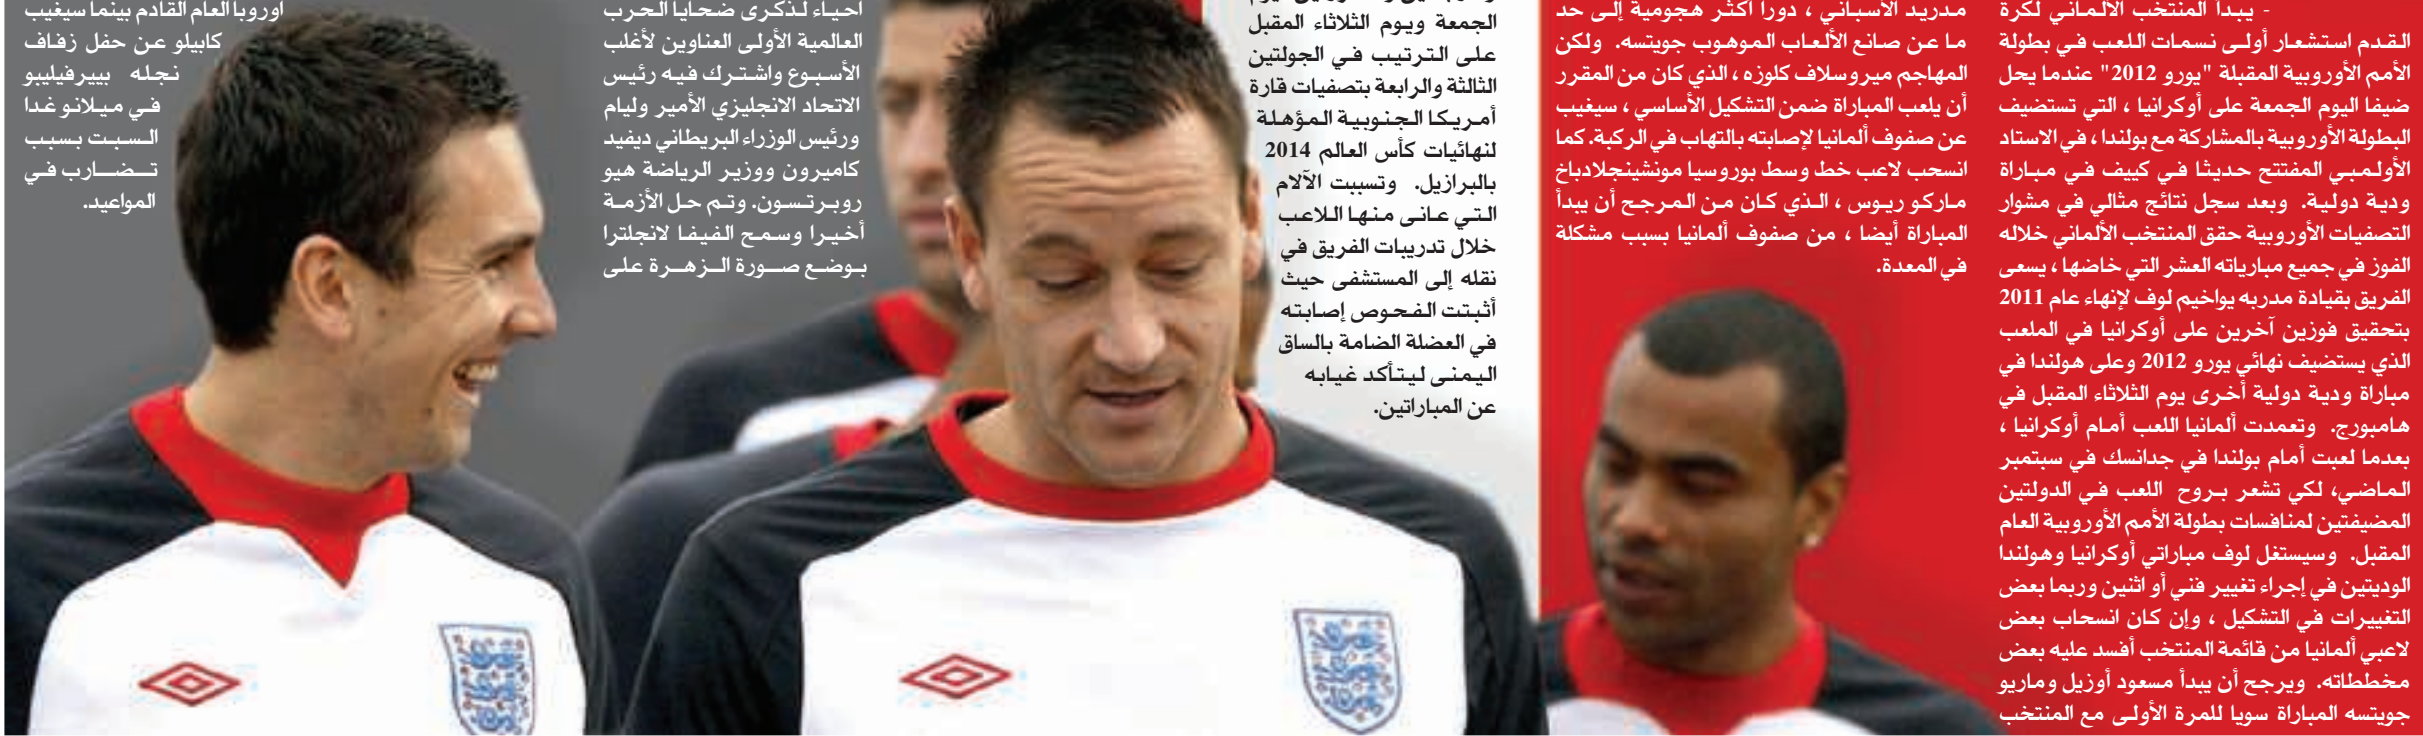 - يبدأ المنتخب الألماني لكرة
القدم استشعار أولى نسمات اللعب في بطولة
الأمم الأوروبية المقبلة "يورو 2012" عندما يحل
ضيفا اليوم الجمعة على أوكرانيا ، التي تستضيف
البطولة الأوروبية بالمشاركة مع بولندا ، في الاستاد
الأولمبي المفتتح حديثا في كييف في مباراة
ودية دولية. وبعد سجل نتائج مثالي في مشوار
التصفيات الأوروبية حقق المنتخب الألماني خلاله
الفوز في جميع مبارياته العشر التي خاضها ، يسعى
الفريق بقيادة مدربه يواخيم لوف لإنهاء عام 2011
بتحقيق فوزين آخرين على أوكرانيا في الملعب
الذي يستضيف نهائي يورو 2012 وعلى هولندا في
مباراة ودية دولية أخرى يوم الثلاثاء المقبل في
هامبورج. وتعمدت ألمانيا اللعب أمام أوكرانيا ،
بعدما لعبت أمام بولندا في جدانسك في سبتمبر
الماضي، لكي تشعر بروح اللعب في الدولتين
المضيفتين لمنافسات بطولة الأمم الأوروبية العام
المقبل. وسيستغل لوف مباراتي أوكرانيا وهولندا
الوديتين في إجراء تغيير فني أو اثنين وربما بعض
التغييرات في التشكيل ، وإن كان انسحاب بعض
لاعبي ألمانيا من قائمة المنتخب أفسد عليه بعض
مخططاته. ويرجح أن يبدأ مسعود أوزيل وماريو
جويتسه المباراة سويا للمرة الأولى مع المنتخب
مدريد الأسباني ، دورا أكثر هجومية إلى حد
ما عن صانع الألعاب الموهوب جويتسه. ولكن
المهاجم ميروسلاف كلوزه ، الذي كان من المقرر
أن يلعب المباراة ضمن التشكيل الأساسي ، سيغيب
عن صفوف ألمانيا لإصابته بالتهاب في الركبة. كما
انسحب لاعب خط وسط بوروسيا مونشينجلادباخ
ماركو ريوس ، الذي كان من المرجح أن يبدأ
المباراة أيضا ، من صفوف ألمانيا بسبب مشكلة
في المعدة.
الجمعة ويوم الثلاثاء المقبل
على الترتيب في الجولتين
الثالثة والرابعة بتصفيات قارة
أمريكا الجنوبية المؤهلة
لنهائيات كأس العالم 2014
بالبرازيل. وتسببت الآلام
التي عانى منها اللاعب
خلال تدريبات الفريق في
نقله إلى المستشفى حيث
أثبتت الفحوص إصابته
في العضلة الضامة بالساق
اليمنى ليتأكد غيابه
عن المباراتين.
احياء لذكرى ضحايا الحرب
العالمية الأولى العناوين لأغلب
الأسبوع واشترك فيه رئيس
الاتحاد الانجليزي الأمير وليام
ورئيس الوزراء البريطاني ديفيد
كاميرون ووزير الرياضة هيو
روبرتسون. وتم حل الأزمة
أخيرا وسمح الفيفا لانجلترا
بوضع صورة الزهرة على
اوروبا العام القادم بينما سيغيب
كابيلو عن حفل زفاف
نجله بييرفيليبو
في ميلانو غدا
السبت بسبب
تضارب في
المواعيد.